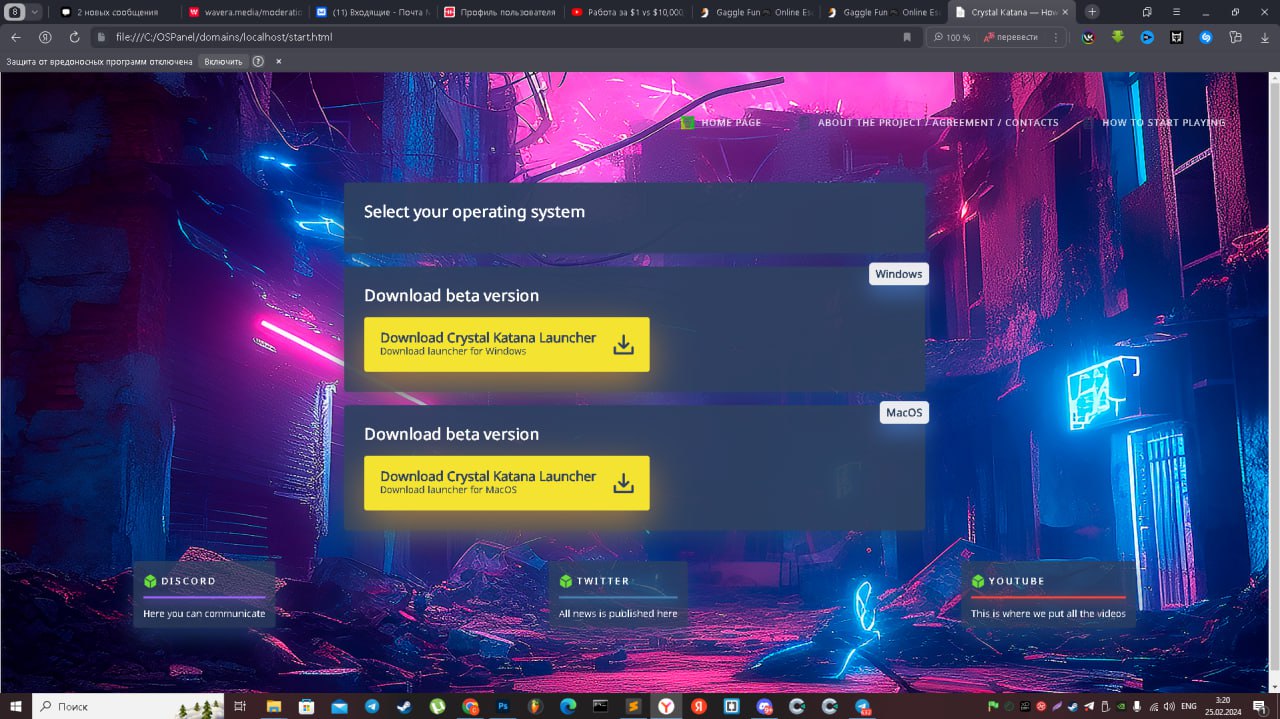 8
2 новых сообщения
wavera.media/moderatio
(11) Входящие - Почта M
Профиль пользователя
Работа за $1 vs $10,000
Gaggle Fun — Online Es
Gaggle Fun — Online Es
Crystal Katana — How
file:///C:/OSPanel/domains/localhost/start.html
100 %
перевести
Защита от вредоносных программ отключена
Включить
HOME PAGE
ABOUT THE PROJECT / AGREEMENT / CONTACTS
HOW TO START PLAYING
Select your operating system
Windows
Download beta version
Download Crystal Katana Launcher
Download launcher for Windows
MacOS
Download beta version
Download Crystal Katana Launcher
Download launcher for MacOS
DISCORD
Here you can communicate
TWITTER
All news is published here
YOUTUBE
This is where we put all the videos
Поиск
ENG
3:20
25.02.2024